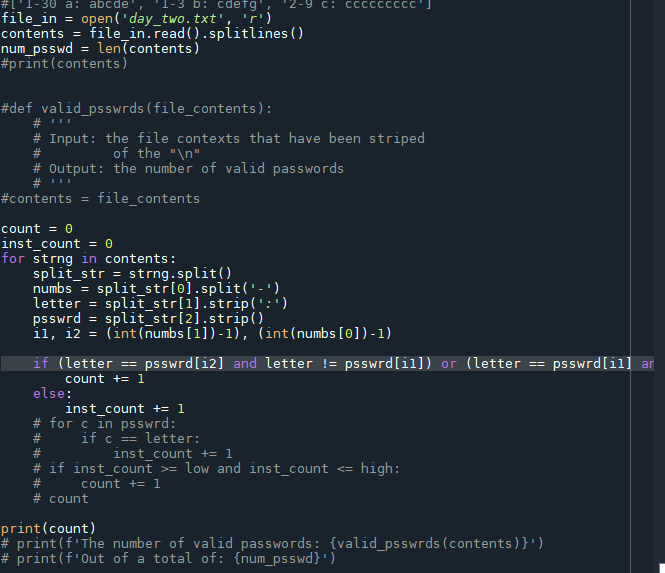 #['1-30 a: abcde', '1-3 b: cdefg', '2-9 c: ccccccccc']
file_in = open('day_two.txt', 'r')
contents = file_in.read().splitlines()
num_psswd = len(contents)
#print(contents)
#def valid_psswrds(file_contents):
    # '''
    # Input: the file contexts that have been striped
    #         of the "\n"
    # Output: the number of valid passwords
    # '''
#contents = file_contents
count = 0
inst_count = 0
for strng in contents:
    split_str = strng.split()
    numbs = split_str[0].split('-')
    letter = split_str[1].strip(':')
    psswrd = split_str[2].strip()
    i1, i2 = (int(numbs[1])-1), (int(numbs[0])-1)
    if (letter == psswrd[i2] and letter != psswrd[i1]) or (letter == psswrd[i1] an
        count += 1
    else:
        inst_count += 1
    # for c in psswrd:
    #     if c == letter:
    #         inst_count += 1
    # if inst_count >= low and inst_count <= high:
    #     count += 1
    # count
print(count)
# print(f'The number of valid passwords: {valid_psswrds(contents)}')
# print(f'Out of a total of: {num_psswd}')